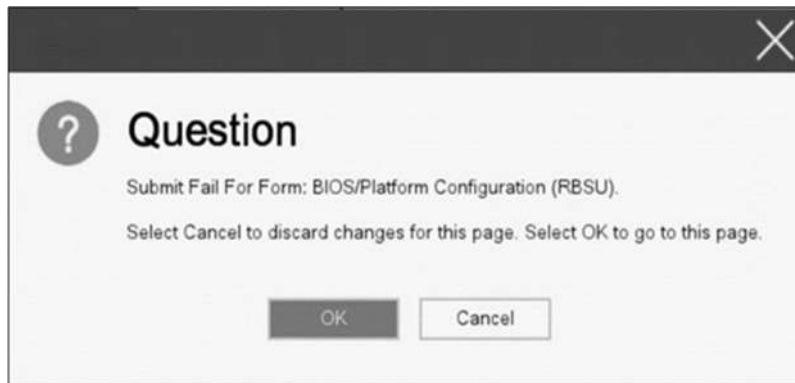 ?
Question
Submit Fail For Form: BIOS/Platform Configuration (RBSU).
Select Cancel to discard changes for this page. Select OK to go to this page.
OK
Cancel